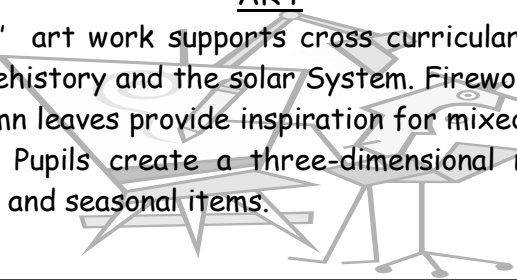 ART
' art work supports cross curricular
ehistory and the solar System. Firewo
mn leaves provide inspiration for mixed
Pupils create a three-dimensional
and seasonal items.